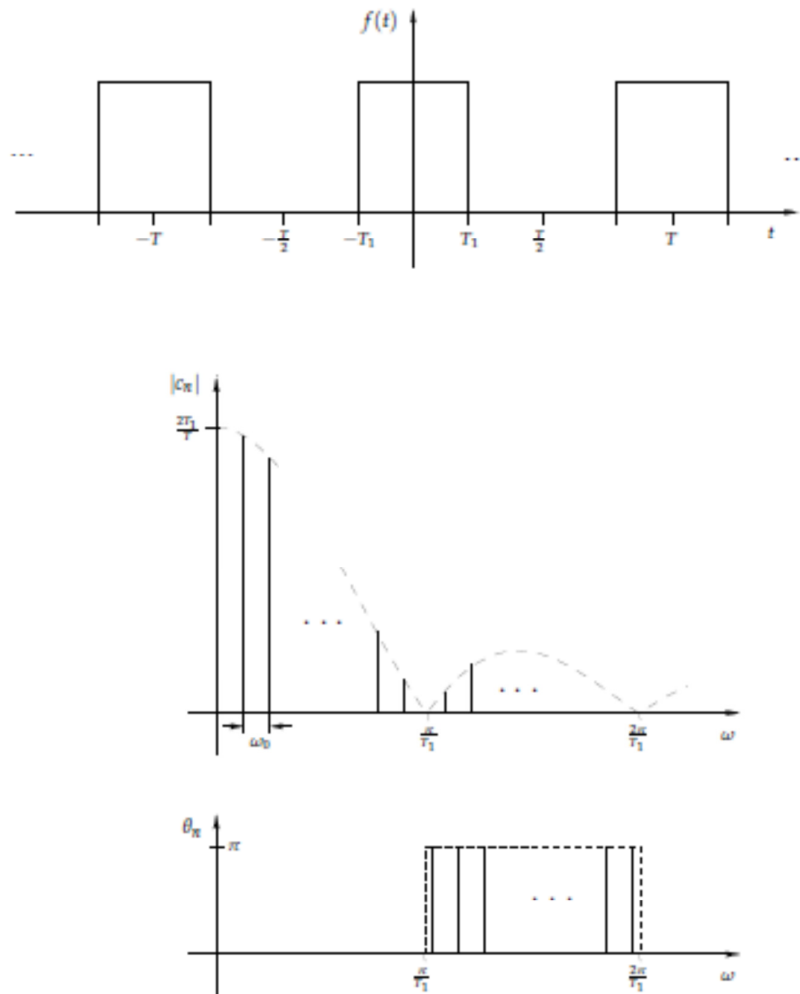 f(t)
... ..
−T −T/2 −T₁ T₁ T/2 T t
|cₙ|
2T₁/T
. . .
. . .
ω₀ π/T₁ 2π/T₁ ω
θₙ
π
. . .
π/T₁ 2π/T₁ ω